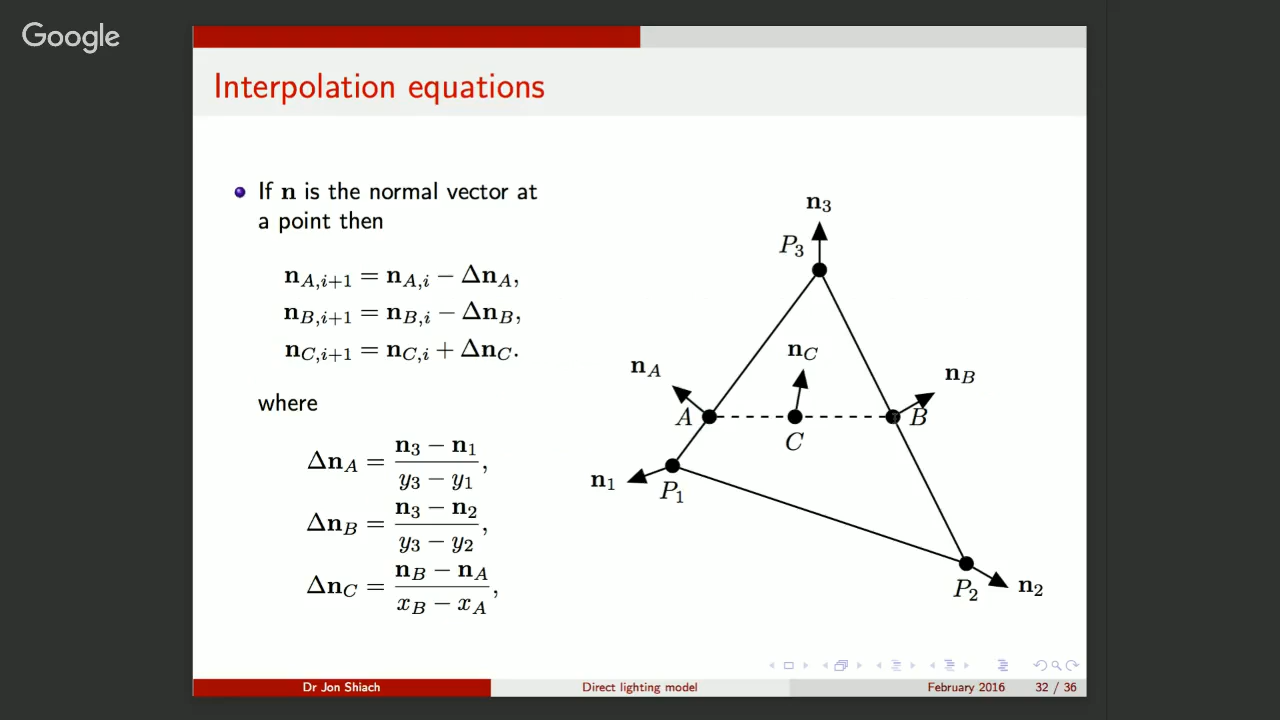 Google
Interpolation equations
If n is the normal vector at
a point then
n_{A,i+1} = n_{A,i} − Δn_A,
n_{B,i+1} = n_{B,i} − Δn_B,
n_{C,i+1} = n_{C,i} + Δn_C.
where
Δn_A = \frac{n_3 − n_1}{y_3 − y_1},
Δn_B = \frac{n_3 − n_2}{y_3 − y_2},
Δn_C = \frac{n_B − n_A}{x_B − x_A},
n_3
P_3
n_C
n_A
n_B
A
B
C
n_1
P_1
P_2
n_2
Dr Jon Shiach
Direct lighting model
February 2016
32 / 36